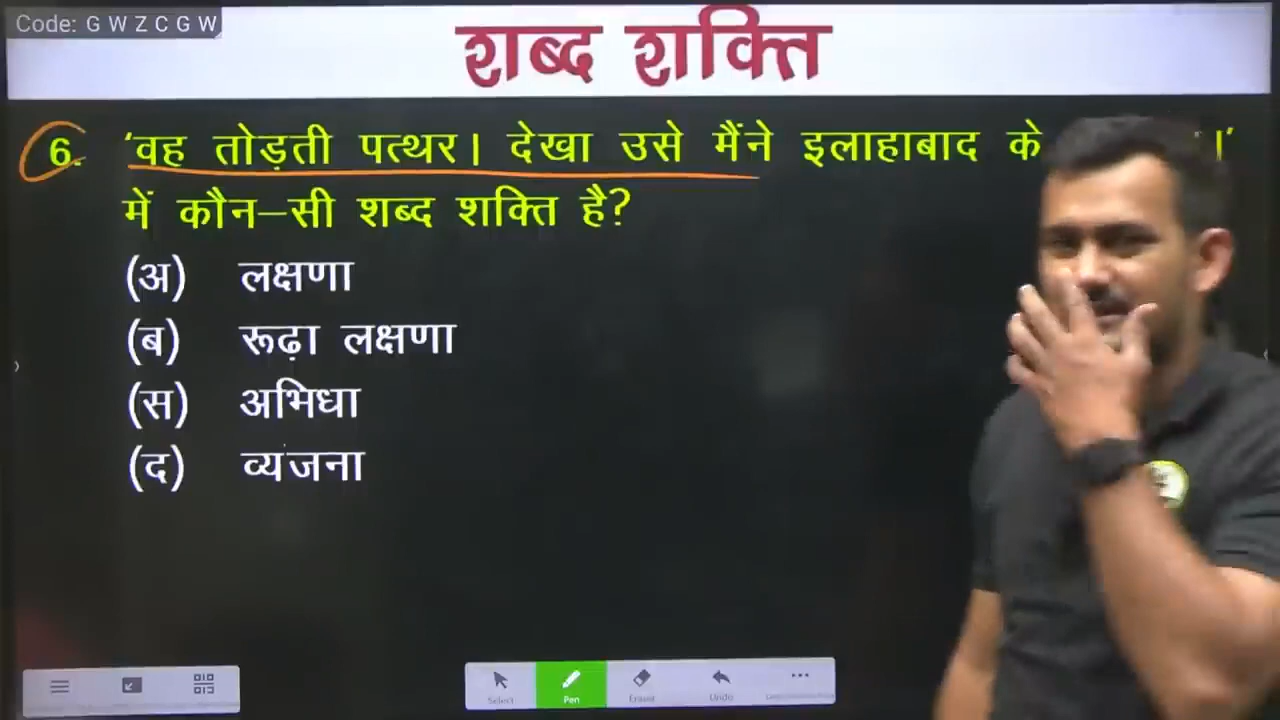 Code: G W Z C G W
शब्द शक्ति
6. 'वह तोड़ती पत्थर। देखा उसे मैंने इलाहाबाद के ।'
में कौन–सी शब्द शक्ति है?
(अ) लक्षणा
(ब) रूढ़ा लक्षणा
(स) अभिधा
(द) व्यंजना
Select Pen Eraser Undo